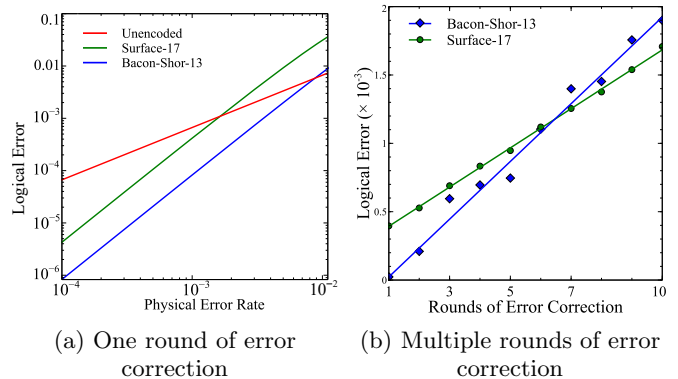 0.1
0.01
10⁻³
10⁻⁴
10⁻⁵
10⁻⁶
Logical Error
Unencoded
Surface-17
Bacon-Shor-13
10⁻⁴
10⁻³
10⁻²
Physical Error Rate
(a) One round of error
correction
2
1.5
1
0.5
0
Logical Error (× 10⁻³)
Bacon-Shor-13
Surface-17
1
3
5
7
10
Rounds of Error Correction
(b) Multiple rounds of error
correction